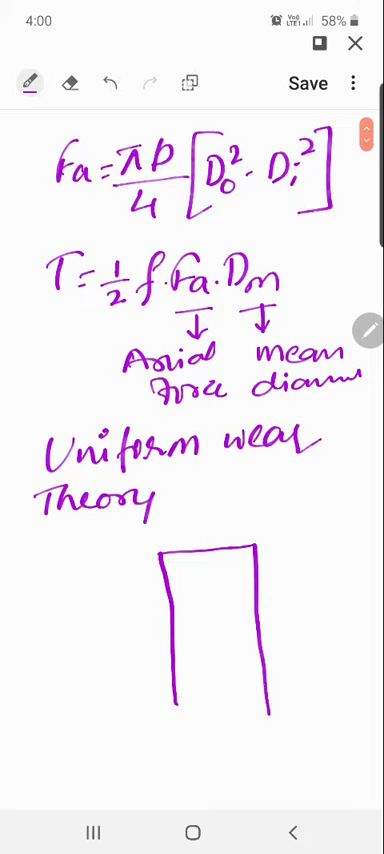 4:00 58%
Save
Fa = πp/4 [Do² - Di²]
T = 1/2 f. Fa. Dm
Axial mean
force diame
Uniform wear
Theory